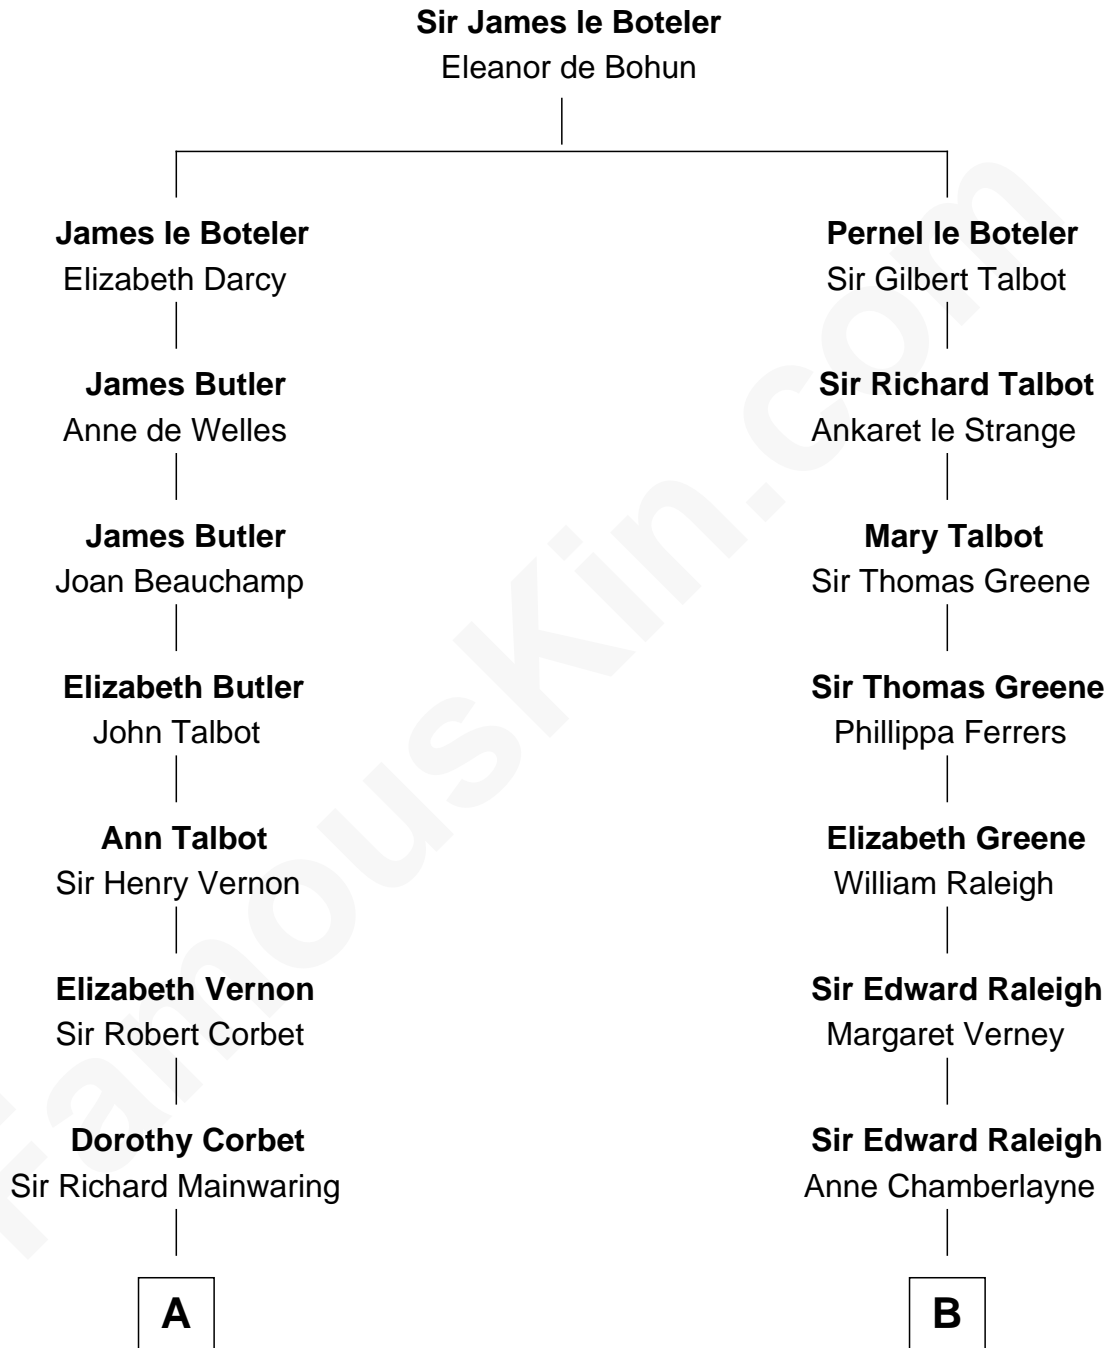 Sir James le Boteler
Eleanor de Bohun
James le Boteler
Elizabeth Darcy
James Butler
Anne de Welles
James Butler
Joan Beauchamp
Elizabeth Butler
John Talbot
Ann Talbot
Sir Henry Vernon
Elizabeth Vernon
Sir Robert Corbet
Dorothy Corbet
Sir Richard Mainwaring
A
Pernel le Boteler
Sir Gilbert Talbot
Sir Richard Talbot
Ankaret le Strange
Mary Talbot
Sir Thomas Greene
Sir Thomas Greene
Phillippa Ferrers
Elizabeth Greene
William Raleigh
Sir Edward Raleigh
Margaret Verney
Sir Edward Raleigh
Anne Chamberlayne
B
FamousKin.com